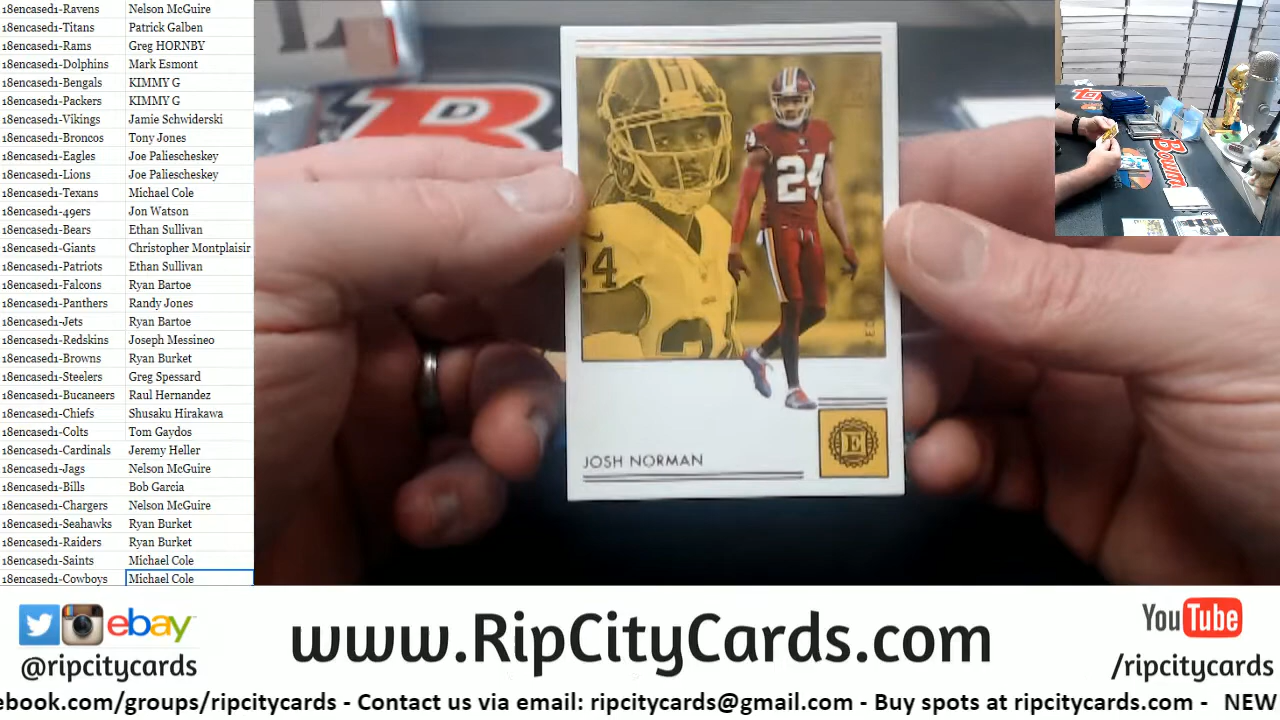 18encased1-Ravens Nelson McGuire
18encased1-Titans Patrick Galben
18encased1-Rams Greg HORNBY
18encased1-Dolphins Mark Esmont
18encased1-Bengals KIMMY G
18encased1-Packers KIMMY G
18encased1-Vikings Jamie Schwiderski
18encased1-Broncos Tony Jones
18encased1-Eagles Joe Paliescheskey
18encased1-Lions Joe Paliescheskey
18encased1-Texans Michael Cole
18encased1-49ers Jon Watson
18encased1-Bears Ethan Sullivan
18encased1-Giants Christopher Montplaisir
18encased1-Patriots Ethan Sullivan
18encased1-Falcons Ryan Bartoe
18encased1-Panthers Randy Jones
18encased1-Jets Ryan Bartoe
18encased1-Redskins Joseph Messineo
18encased1-Browns Ryan Burket
18encased1-Steelers Greg Spessard
18encased1-Bucaneers Raul Hernandez
18encased1-Chiefs Shusaku Hirakawa
18encased1-Colts Tom Gaydos
18encased1-Cardinals Jeremy Heller
18encased1-Jags Nelson McGuire
18encased1-Bills Bob Garcia
18encased1-Chargers Nelson McGuire
18encased1-Seahawks Ryan Burket
18encased1-Raiders Ryan Burket
18encased1-Saints Michael Cole
18encased1-Cowboys Michael Cole
24
24
E
JOSH NORMAN
ebay
@ripcitycards
www.RipCityCards.com
YouTube
/ripcitycards
ebook.com/groups/ripcitycards - Contact us via email: ripcitycards@gmail.com - Buy spots at ripcitycards.com - NEW